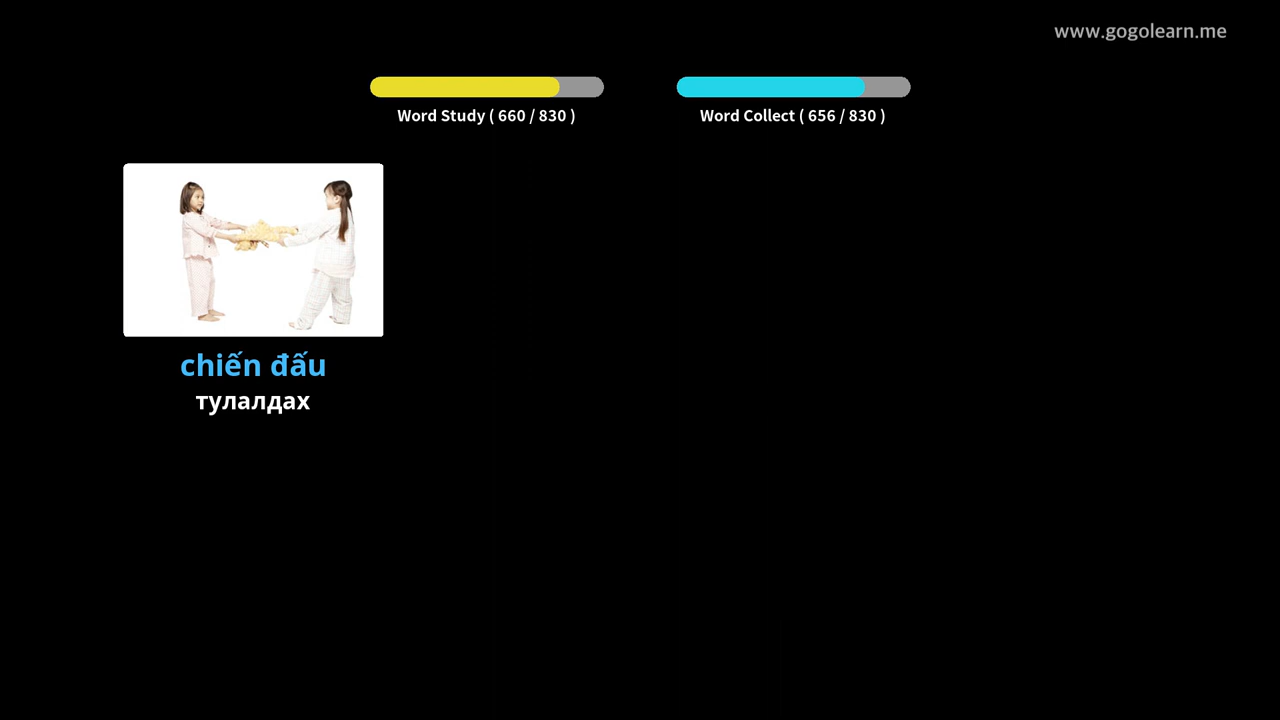 www.gogolearn.me
Word Study ( 660 / 830 )
Word Collect ( 656 / 830 )
chiến đấu
тулалдах